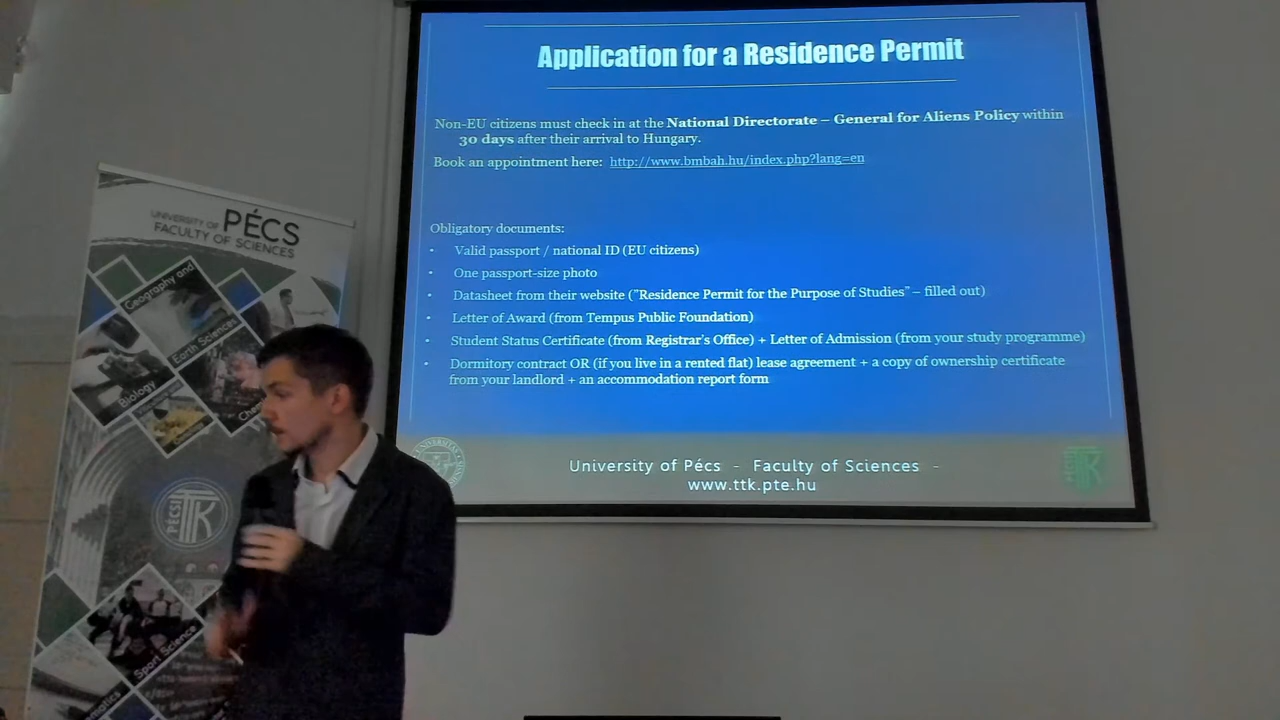 Application for a Residence Permit
Non-EU citizens must check in at the National Directorate – General for Aliens Policy within
30 days after their arrival to Hungary.
Book an appointment here: http://www.bmbah.hu/index.php?lang=en
Obligatory documents:
• Valid passport / national ID (EU citizens)
• One passport-size photo
• Datasheet from their website ("Residence Permit for the Purpose of Studies" – filled out)
• Letter of Award (from Tempus Public Foundation)
• Student Status Certificate (from Registrar's Office) + Letter of Admission (from your study programme)
• Dormitory contract OR (if you live in a rented flat) lease agreement + a copy of ownership certificate
from your landlord + an accommodation report form
University of Pécs - Faculty of Sciences -
www.ttk.pte.hu
UNIVERSITY OF PÉCS
FACULTY OF SCIENCES
Geography and
Earth Sciences
Biology
PÉCSI TTK
Sport Science